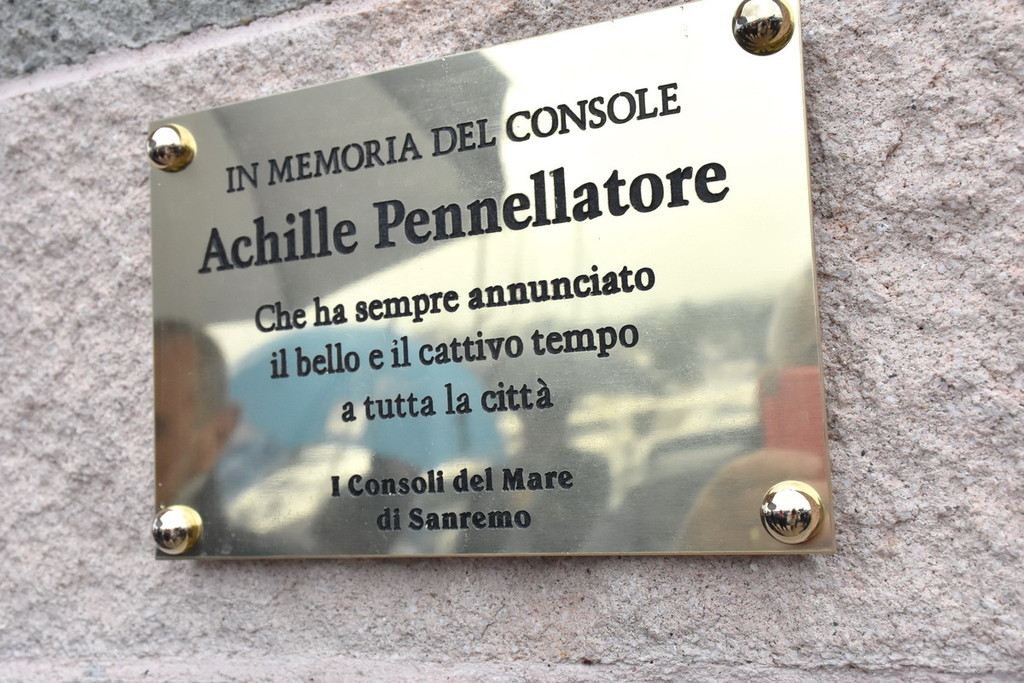 IN MEMORIA DEL CONSOLE
Achille Pennellatore
Che ha sempre annunciato
il bello e il cattivo tempo
a tutta la città
I Consoli del Mare
di Sanremo